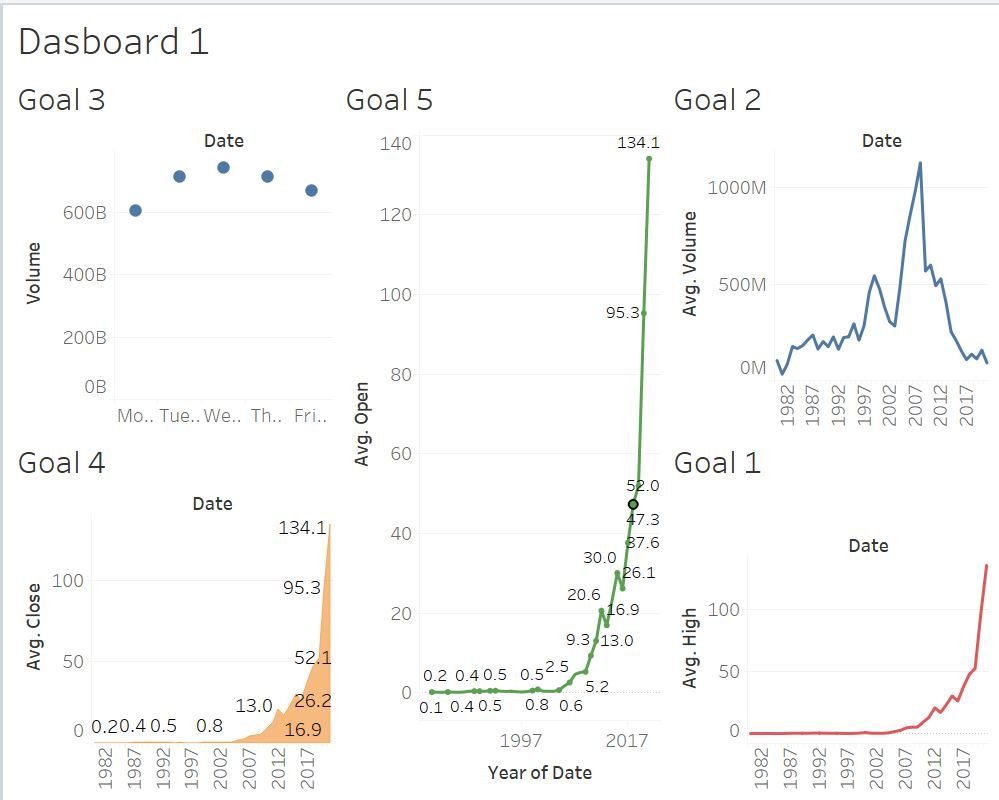 Dasboard 1
Goal 3
Date
Volume
600B
400B
200B
0B
Mo.. Tue.. We.. Th.. Fri..
Goal 4
Date
Avg. Close
100
50
0
134.1
95.3
52.1
26.2
16.9
13.0
0.2 0.4 0.5 0.8
1982 1987 1992 1997 2002 2007 2012 2017
Goal 5
Avg. Open
140
120
100
80
60
40
20
0
134.1
95.3
52.0
47.3
37.6
30.0
26.1
20.6
16.9
9.3
13.0
0.2 0.4 0.5 0.5 2.5
5.2
0.1 0.4 0.5 0.8 0.6
1997 2017
Year of Date
Goal 2
Date
Avg. Volume
1000M
500M
0M
1982 1987 1992 1997 2002 2007 2012 2017
Goal 1
Date
Avg. High
100
50
0
1982 1987 1992 1997 2002 2007 2012 2017